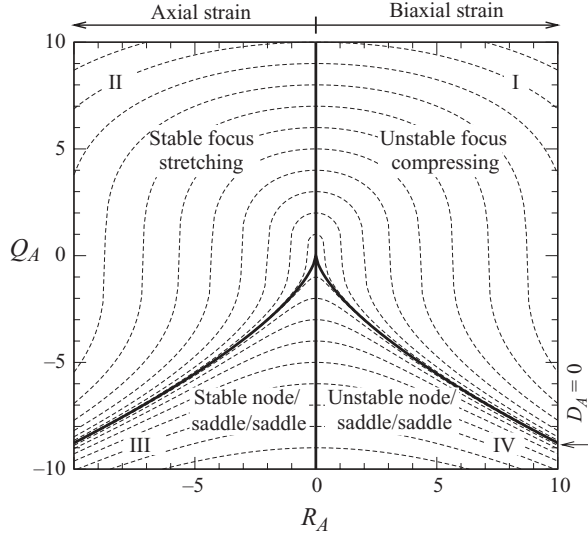 Axial strain
Biaxial strain
10
II
I
Stable focus
stretching
Unstable focus
compressing
5
Q_A
0
–5
Stable node/
saddle/saddle
Unstable node/
saddle/saddle
III
IV
D_A = 0
–10
–5
0
5
10
R_A